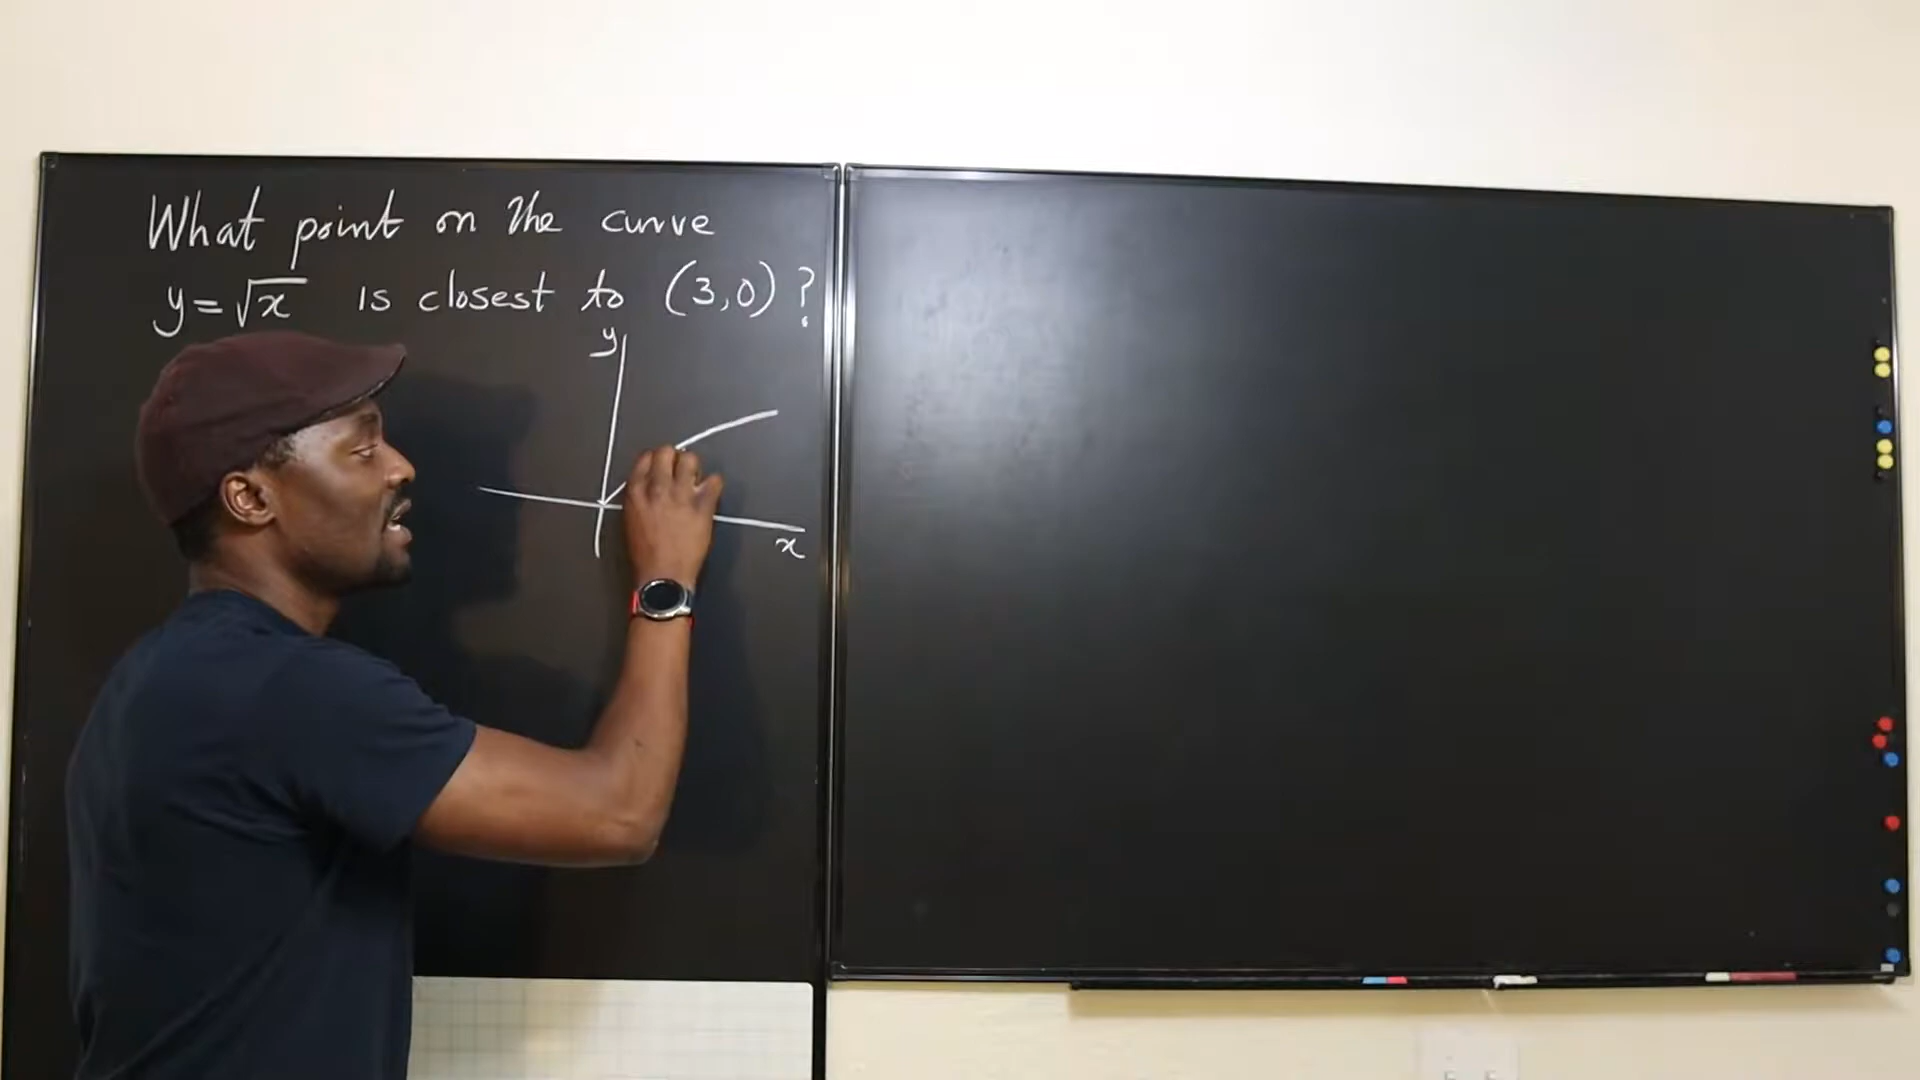 What point on the curve
y = √x is closest to (3,0)?
y
x